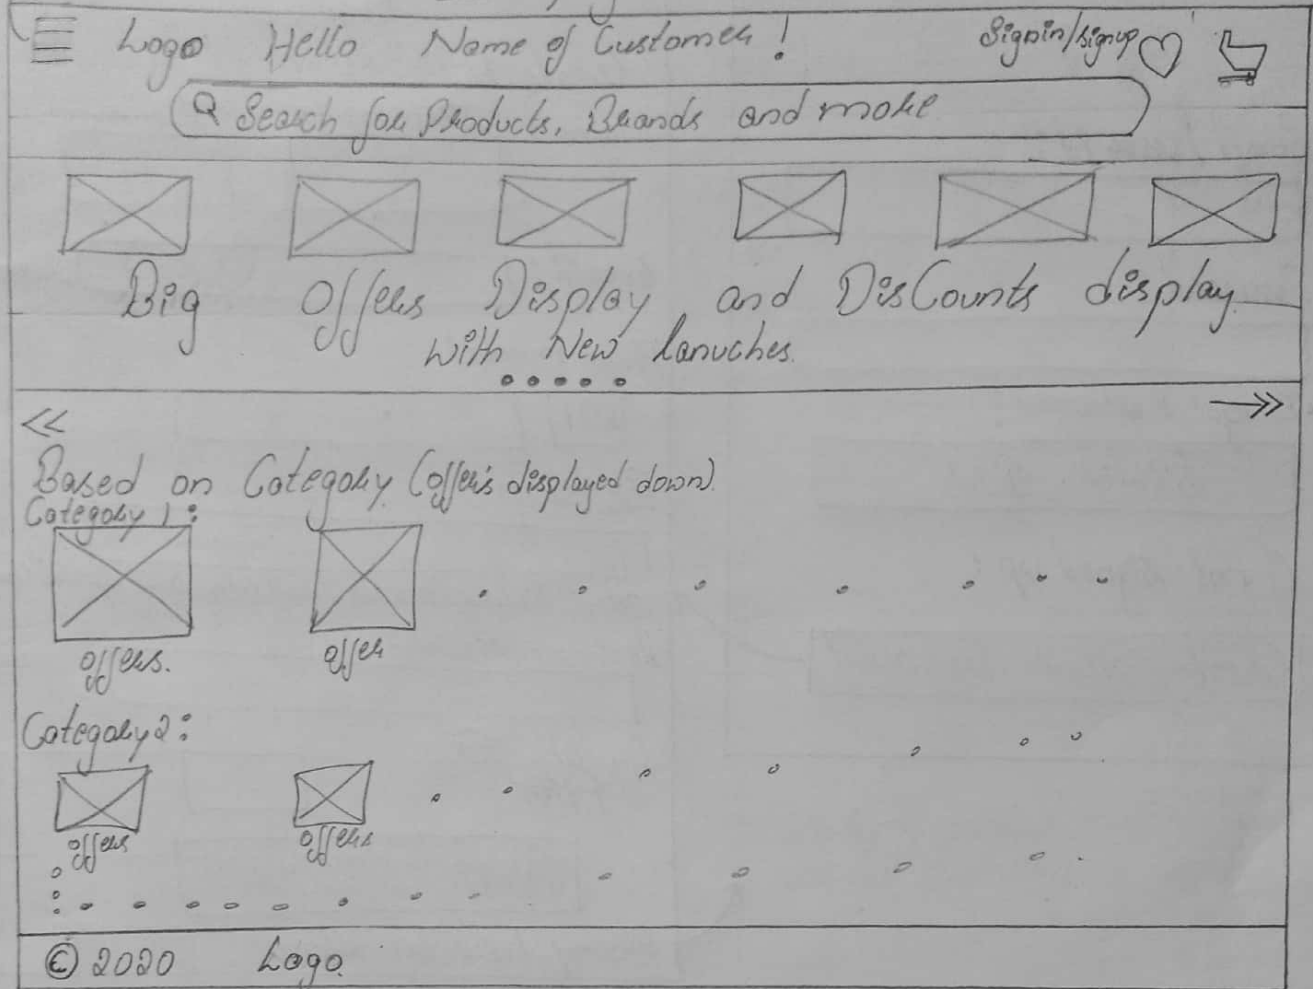 Logo Hello Name of Customer! Signin/signup
Search for Products, Brands and more
Big Offers Display and DisCounts display.
with New lanuches.
Based on Category (offers displayed down).
Category 1:
offers. offer
Category 2:
offers offers
© 2020 Logo.